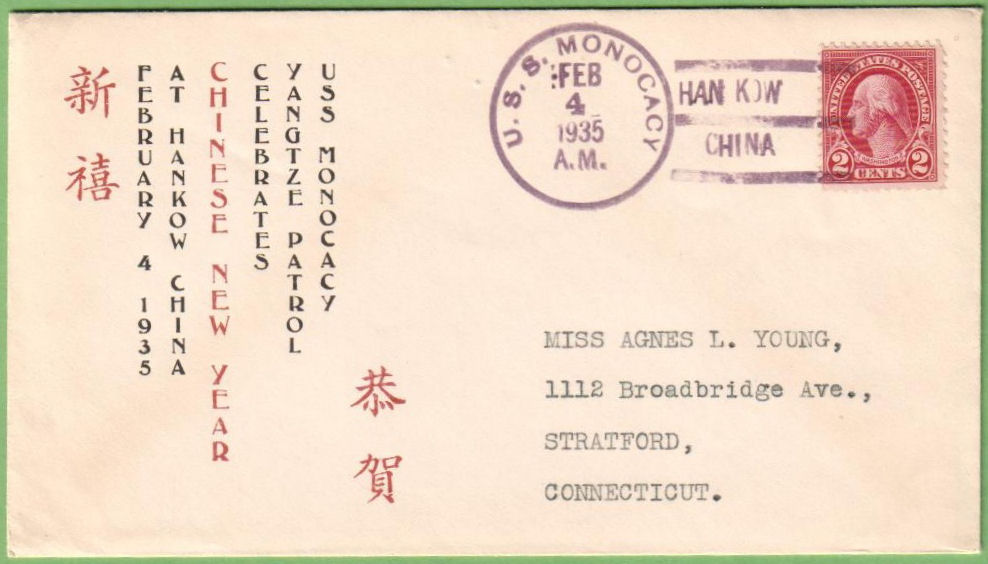 恭賀
新禧
USS MONOCACY
YANGTZE PATROL
CELEBRATES
CHINESE NEW YEAR
AT HANKOW CHINA
FEBRUARY 4 1935
U. S. S. MONOCACY
FEB
4
1935
A.M.
HAN KOW
CHINA
UNITED STATES POSTAGE
WASHINGTON
2 CENTS 2
MISS AGNES L. YOUNG,
1112 Broadbridge Ave.,
STRATFORD,
CONNECTICUT.